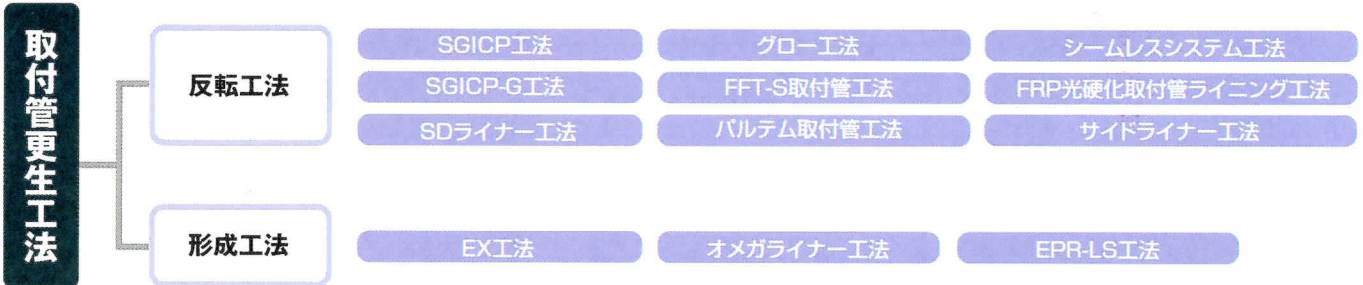 取付管更生工法
反転工法
SGICP工法
グロー工法
シームレスシステム工法
SGICP-G工法
FFT-S取付管工法
FRP光硬化取付管ライニング工法
SDライナー工法
パルテム取付管工法
サイドライナー工法
形成工法
EX工法
オメガライナー工法
EPR-LS工法